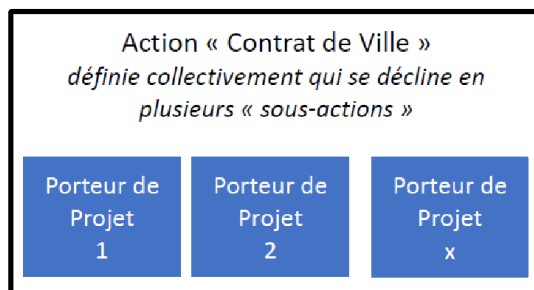 Action « Contrat de Ville »
définie collectivement qui se décline en
plusieurs « sous-actions »
Porteur de
Projet
1
Porteur de
Projet
2
Porteur de
Projet
x